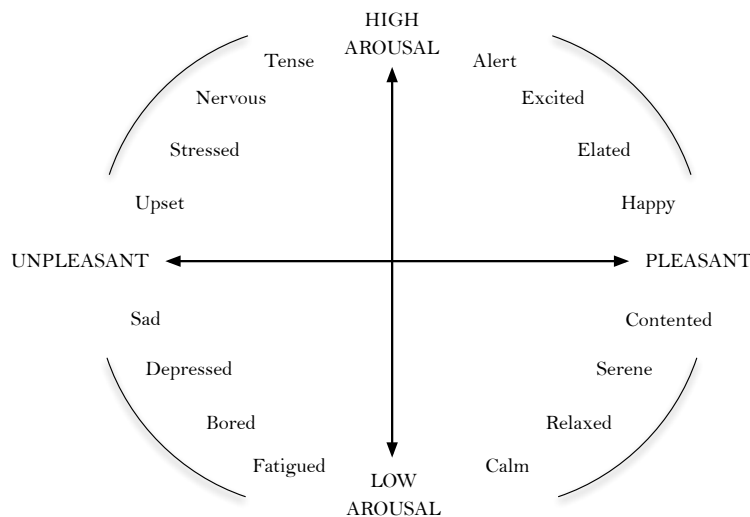 HIGH
AROUSAL
Tense
Alert
Nervous
Excited
Stressed
Elated
Upset
Happy
UNPLEASANT
PLEASANT
Sad
Contented
Depressed
Serene
Bored
Relaxed
Fatigued
Calm
LOW
AROUSAL